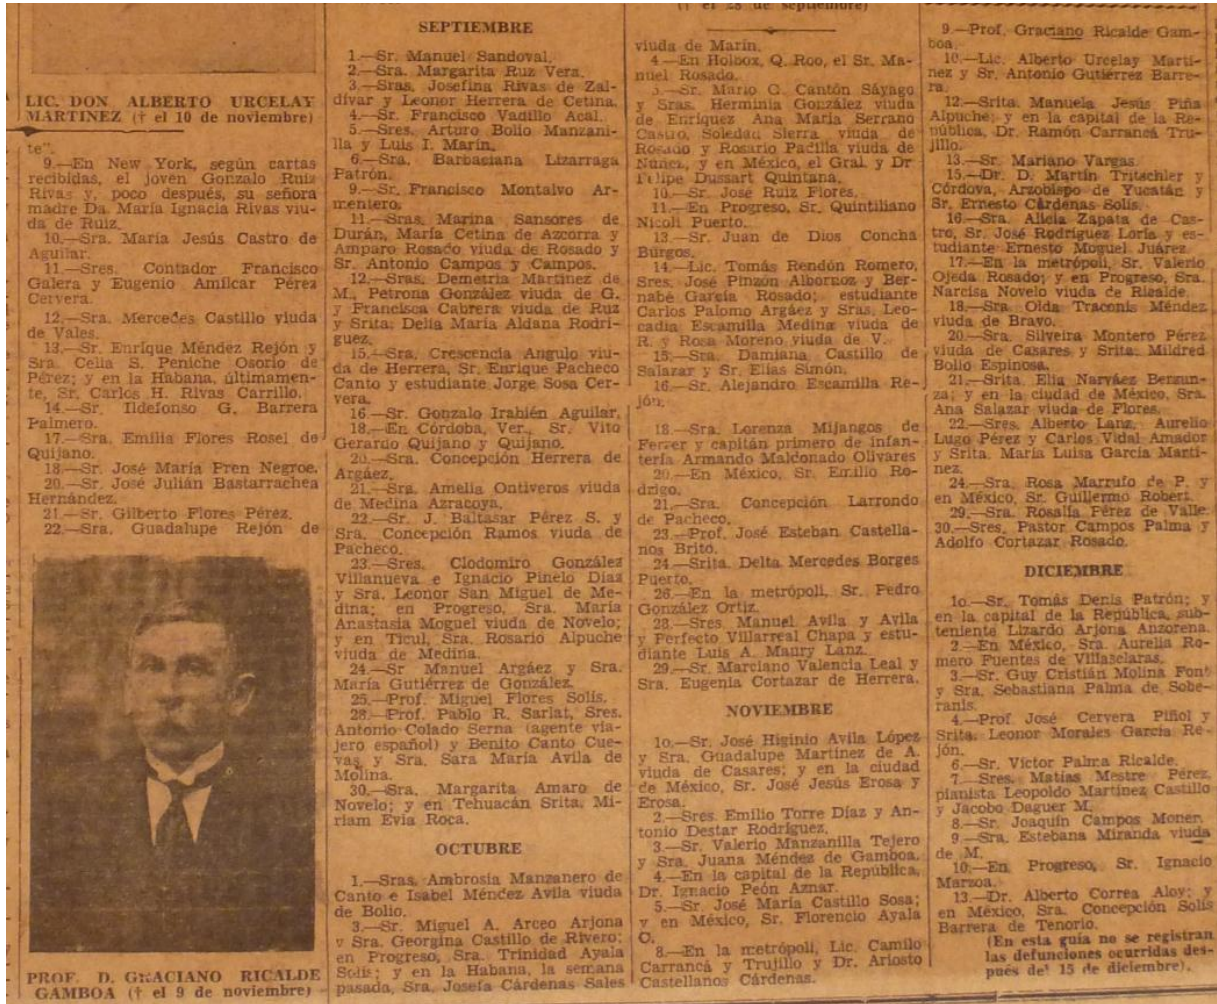 LIC. DON ALBERTO URCELAY
MARTINEZ († el 10 de noviembre)
te".
9.—En New York, según cartas
recibidas, el joven Gonzalo Ruiz
Rivas y, poco después, su señora
madre Da. María Ignacia Rivas viu-
da de Ruiz.
10.—Sra. María Jesús Castro de
Aguilar.
11.—Sres. Contador Francisco
Galera y Eugenio Amílcar Pérez
Cervera.
12.—Sra. Mercedes Castillo viuda
de Vales.
13.—Sr. Enrique Méndez Rejón y
Sra. Celia S. Peniche Osorio de
Pérez; y en la Habana, últimamen-
te, Sr. Carlos H. Rivas Carrillo.
14.—Sr. Ildefonso G. Barrera
Palmero.
17.—Sra. Emilia Flores Rosel de
Quijano.
18.—Sr. José María Fren Negroe.
20.—Sr. José Julián Bastarrachea
Hernández.
21.—Sr. Gilberto Flores Pérez.
22—Sra. Guadalupe Rejón de
PROF. D. GRACIANO RICALDE
GAMBOA († el 9 de noviembre)
SEPTIEMBRE
1.—Sr. Manuel Sandoval.
2.—Sra. Margarita Ruz Vera.
3.—Sras. Josefina Rivas de Zal-
dívar y Leonor Herrera de Cetina.
4.—Sr. Francisco Vadillo Acal.
5.—Sres. Arturo Bolio Manzani-
lla y Luis I. Marín.
6.—Sra. Barbaciana Lizarraga
Patrón.
9.—Sr. Francisco Montalvo Ar-
mentero.
11.—Sras. Marina Sansores de
Durán, María Cetina de Azcorra y
Amparo Rosado viuda de Rosado y
Sr. Antonio Campos y Campos.
12.—Sras. Demetria Martínez de
M., Petrona González viuda de G.
y Francisca Cabrera viuda de Ruz
y Srita. Delia María Aldana Rodrí-
guez.
15.—Sra. Crescencia Angulo viu-
da de Herrera, Sr. Enrique Pacheco
Canto y estudiante Jorge Sosa Cer-
vera.
16.—Sr. Gonzalo Irabién Aguilar.
18.—En Córdoba, Ver., Sr. Vito
Gerardo Quijano y Quijano.
20.—Sra. Concepción Herrera de
Argáez.
21.—Sra. Amelia Ontiveros viuda
de Medina Azracoya.
22.—Sr. J. Baltasar Pérez S. y
Sra. Concepción Ramos viuda de
Pacheco.
23.—Sres. Clodomiro González
Villanueva e Ignacio Pinelo Díaz
y Sra. Leonor San Miguel de Me-
dina; en Progreso, Sra. María
Anastasia Moguel viuda de Novelo;
y en Ticul, Sra. Rosario Alpuche
viuda de Medina.
24.—Sr Manuel Argáez y Sra.
María Gutiérrez de González.
25.—Prof. Miguel Flores Solís.
28.—Prof. Pablo R. Sarlat, Sres.
Antonio Colado Serna (agente via-
jero español) y Benito Canto Cue-
vas y Sra. Sara María Avila de
Molina.
30.—Sra. Margarita Amaro de
Novelo; y en Tehuacán Srita. Mi-
riam Evia Roca.
OCTUBRE
1.—Sras. Ambrosia Manzanero de
Canto e Isabel Méndez Avila viuda
de Bolio.
3.—Sr. Miguel A. Arceo Arjona
y Sra. Georgina Castillo de Rivero;
en Progreso, Sra. Trinidad Ayala
Solís; y en la Habana, la semana
pasada, Sra. Josefa Cárdenas Sales
(† el 28 de septiembre)
viuda de Marín.
4.—En Holbox, Q. Roo, el Sr. Ma-
nuel Rosado.
5.—Sr. Mario G. Cantón Sáyago
y Sras. Herminia González viuda
de Enríquez Ana María Serrano
Castro, Soledad Sierra viuda de
Rosado y Rosario Padilla viuda de
Núñez, y en México, el Gral. y Dr
Felipe Dussart Quintana.
10.—Sr. José Ruiz Flores.
11.—En Progreso, Sr. Quintiliano
Nicoli Puerto.
13.—Sr. Juan de Dios Concha
Burgos.
14.—Lic. Tomás Rendón Romero,
Sres. José Pinzón Albornoz y Ber-
nabé García Rosado; estudiante
Carlos Palomo Argáez y Sras. Leo-
cadia Escamilla Medina viuda de
R. y Rosa Moreno viuda de V.
15.—Sra. Damiana Castillo de
Salazar y Sr. Elías Simón.
16.—Sr. Alejandro Escamilla Re-
jón.
18.—Sra. Lorenza Mijangos de
Ferrer y capitán primero de infan-
tería Armando Maldonado Olivares
20.—En México, Sr. Emilio Ro-
drigo.
21.—Sra. Concepción Larrondo
de Pacheco.
23.—Prof. José Esteban Castella-
nos Brito.
24.—Srita. Delta Mercedes Borges
Puerto.
26.—En la metrópoli, Sr. Pedro
González Ortiz.
28.—Sres. Manuel Avila y Avila
y Perfecto Villarreal Chapa y estu-
diante Luis A. Maury Lanz.
29.—Sr. Marciano Valencia Leal y
Sra. Eugenia Cortazar de Herrera.
NOVIEMBRE
1o.—Sr. José Higinio Avila López
y Sra. Guadalupe Martínez de A.
viuda de Casares; y en la ciudad
de México, Sr. José Jesús Erosa y
Erosa.
2.—Sres. Emilio Torre Díaz y An-
tonio Destar Rodríguez.
3.—Sr. Valerio Manzanilla Tejero
y Sra. Juana Méndez de Gamboa.
4.—En la capital de la República,
Dr. Ignacio Peón Aznar.
5.—Sr. José María Castillo Sosa;
y en México, Sr. Florencio Ayala
O.
8.—En la metrópoli, Lic. Camilo
Carrancá y Trujillo y Dr. Ariosto
Castellanos Cárdenas.
9.—Prof. Graciano Ricalde Gam-
boa.
10.—Lic. Alberto Urcelay Martí-
nez y Sr. Antonio Gutiérrez Barre-
ra.
12.—Srita. Manuela Jesús Piña
Alpuche; y en la capital de la Re-
pública, Dr. Ramón Carrancá Tru-
jillo.
13.—Sr. Mariano Vargas.
15.—Dr. D. Martín Tritschler y
Córdova, Arzobispo de Yucatán y
Sr. Ernesto Cárdenas Solís.
16.—Sra. Alicia Zapata de Cas-
tro, Sr. José Rodríguez Loría y es-
tudiante Ernesto Moguel Juárez.
17.—En la metrópoli, Sr. Valerio
Ojeda Rosado; y en Progreso, Sra.
Narcisa Novelo viuda de Ricalde.
18.—Sra. Olda Traconis Méndez
viuda de Bravo.
20.—Sra. Silveira Montero Pérez
viuda de Casares y Srita. Mildred
Bolio Espinosa.
21.—Srita. Elia Narváez Berzun-
za; y en la ciudad de México, Sra.
Ana Salazar viuda de Flores.
22.—Sres. Alberto Lanz, Aurelio
Lugo Pérez y Carlos Vidal Amador
y Srita. María Luisa García Martí-
nez.
24.—Sra. Rosa Marrufo de P. y
en México, Sr. Guillermo Robert.
29.—Sra. Rosalía Pérez de Valle.
30.—Sres. Pastor Campos Palma y
Adolfo Cortazar Rosado.
DICIEMBRE
1o.—Sr. Tomás Denis Patrón; y
en la capital de la República, sub-
teniente Lizardo Arjona Anzorena.
2.—En México, Sra. Aurelia Ro-
mero Fuentes de Villasclaras.
3.—Sr. Guy Cristián Molina Font
y Sra. Sebastiana Palma de Sobe-
ranis.
4.—Prof. José Cervera Piñol y
Srita. Leonor Morales García Re-
jón.
6.—Sr. Víctor Palma Ricalde.
7.—Sres. Matías Mestre Pérez,
pianista Leopoldo Martínez Castillo
y Jacobo Daguer M.
8.—Sr. Joaquín Campos Moner.
9.—Sra. Estebana Miranda viuda
de M.
10.—En Progreso, Sr. Ignacio
Marzoa.
13.—Dr. Alberto Correa Aloy; y
en México, Sra. Concepción Solís
Barrera de Tenorio.
(En esta guía no se registran
las defunciones ocurridas des-
pués del 15 de diciembre).